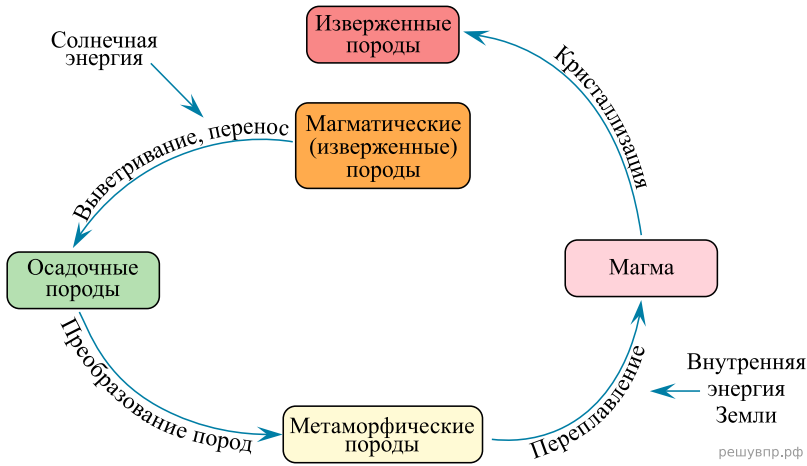 Солнечная
энергия
Изверженные
породы
Кристаллизация
Выветривание, перенос
Магматические
(изверженные)
породы
Осадочные
породы
Магма
Преобразование пород
Метаморфические
породы
Переплавление
Внутренняя
энергия
Земли
решувпр.рф